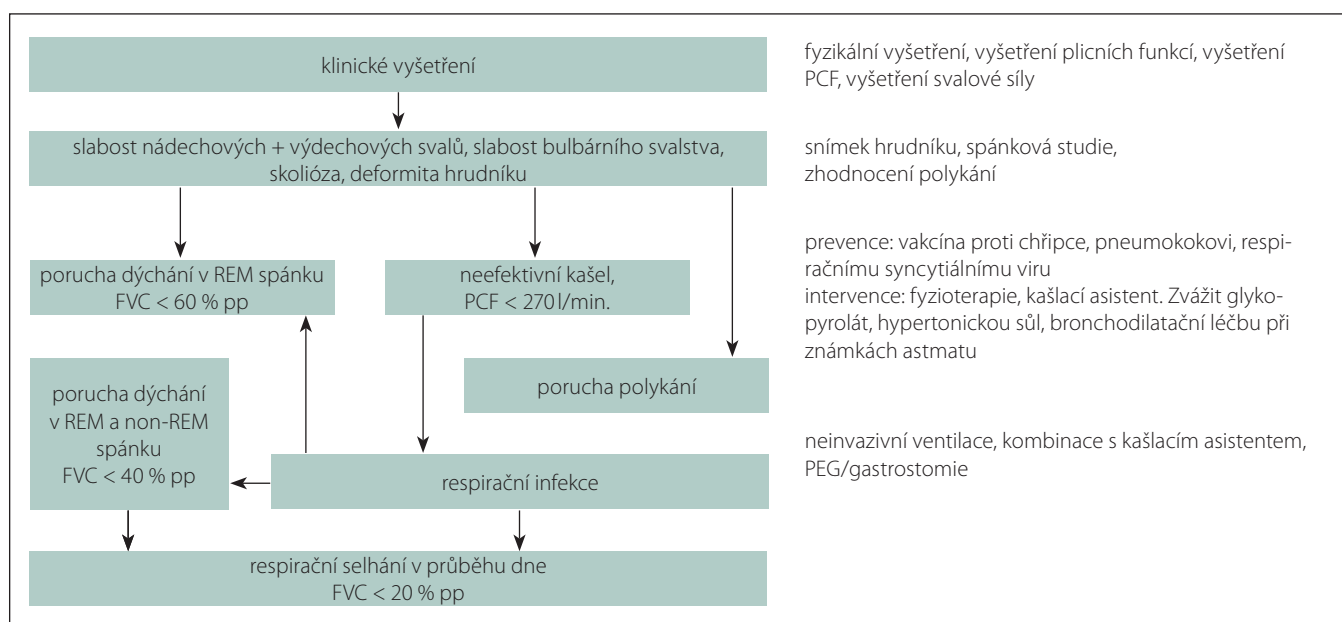 klinické vyšetření
fyzikální vyšetření, vyšetření plicních funkcí, vyšetření
PCF, vyšetření svalové síly
slabost nádechových + výdechových svalů, slabost bulbárního svalstva,
skolióza, deformita hrudníku
snímek hrudníku, spánková studie,
zhodnocení polykání
porucha dýchání v REM spánku
FVC < 60 % pp
neefektivní kašel,
PCF < 270 l/min.
prevence: vakcína proti chřipce, pneumokokovi, respi-
račnímu syncytiálnímu viru
intervence: fyzioterapie, kašlací asistent. Zvážit glyko-
pyrolát, hypertonickou sůl, bronchodilatační léčbu při
známkách astmatu
porucha dýchání
v REM a non-REM
spánku
FVC < 40 % pp
porucha polykání
respirační infekce
neinvazivní ventilace, kombinace s kašlacím asistentem,
PEG/gastrostomie
respirační selhání v průběhu dne
FVC < 20 % pp